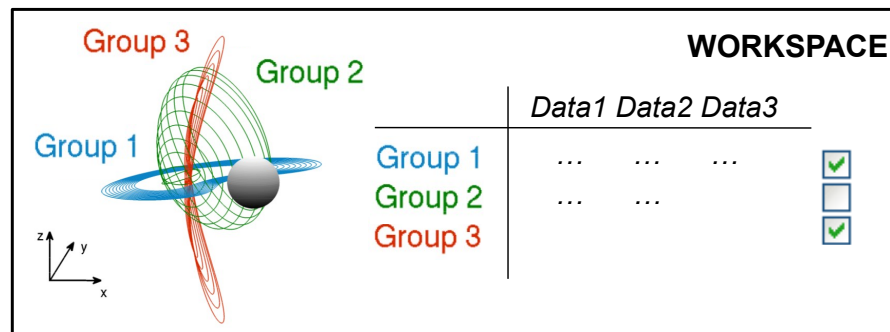 Group 3
WORKSPACE
Group 2
Data1 Data2 Data3
Group 1
Group 1 ... ... ...
Group 2 ... ...
Group 3
z
y
x